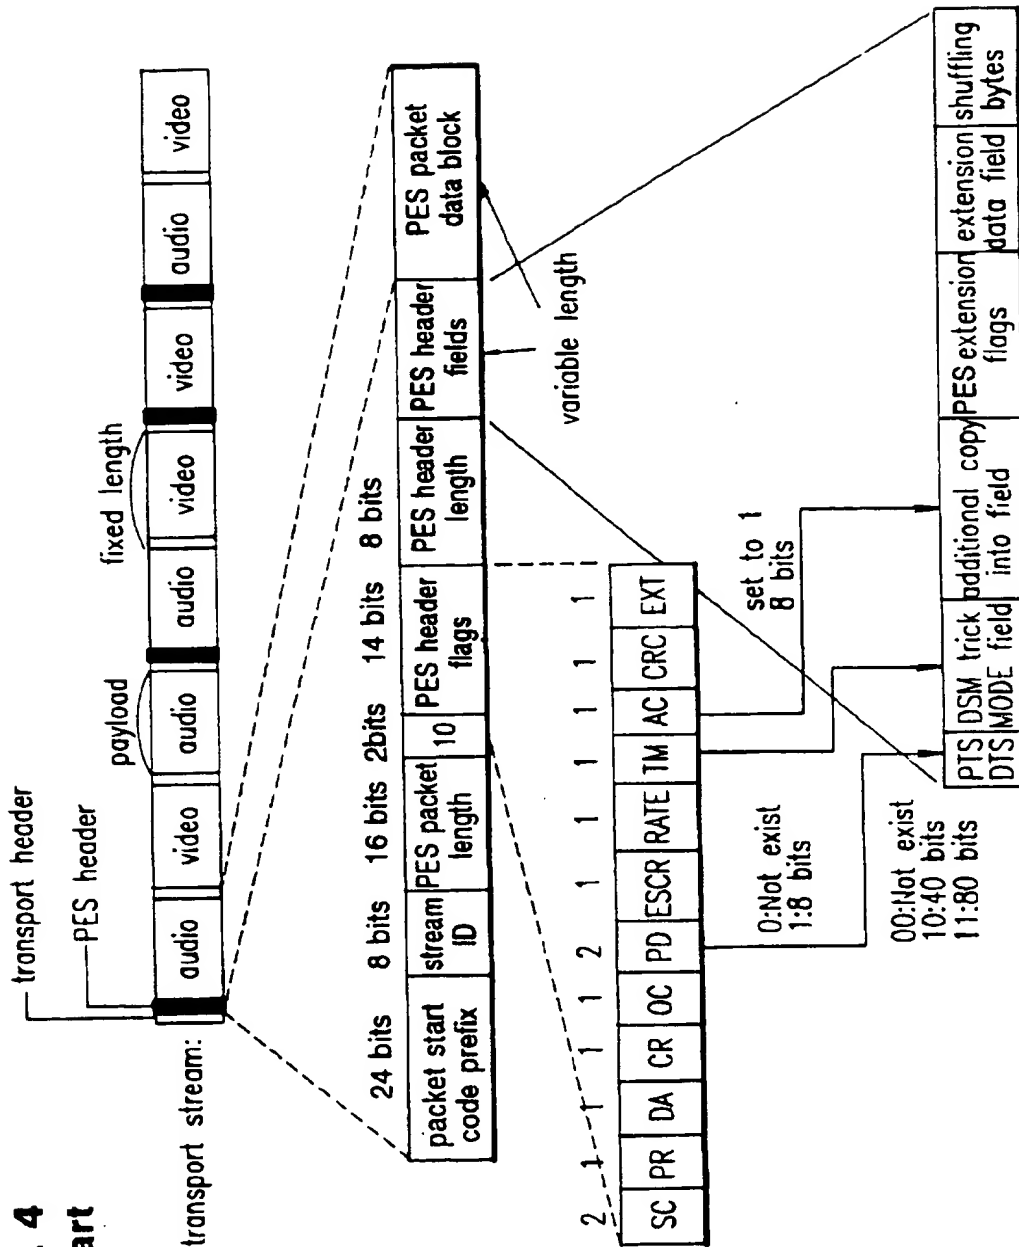 4
art
transport header
PES header
payload
fixed length
transport stream:
audio
video
audio
audio
video
video
audio
video
24 bits
8 bits
16 bits
2bits
14 bits
8 bits
packet start
code prefix
stream
ID
PES packet
length
10
PES header
flags
PES header
length
PES header
fields
PES packet
data block
variable length
2
1
1
1
1
2
1
1
1
1
1
1
SC
PR
DA
CR
OC
PD
ESCR
RATE
TM
AC
CRC
EXT
0:Not exist
1:8 bits
set to 1
8 bits
00:Not exist
10:40 bits
11:80 bits
PTS
DTS
DSM trick
MODE field
additional copy
into field
PES extension
flags
extension
data field
shuffling
bytes